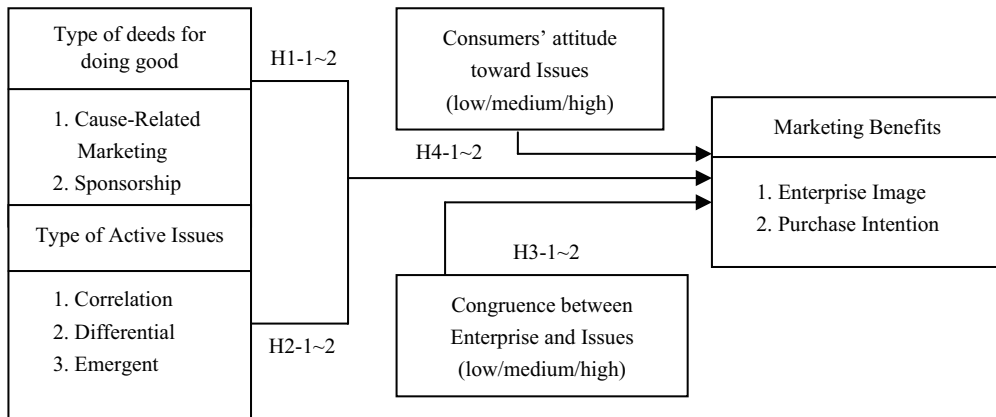 Type of deeds for
doing good
1. Cause-Related
Marketing
2. Sponsorship
Type of Active Issues
1. Correlation
2. Differential
3. Emergent
H1-1~2
H2-1~2
Consumers’ attitude
toward Issues
(low/medium/high)
H4-1~2
H3-1~2
Congruence between
Enterprise and Issues
(low/medium/high)
Marketing Benefits
1. Enterprise Image
2. Purchase Intention